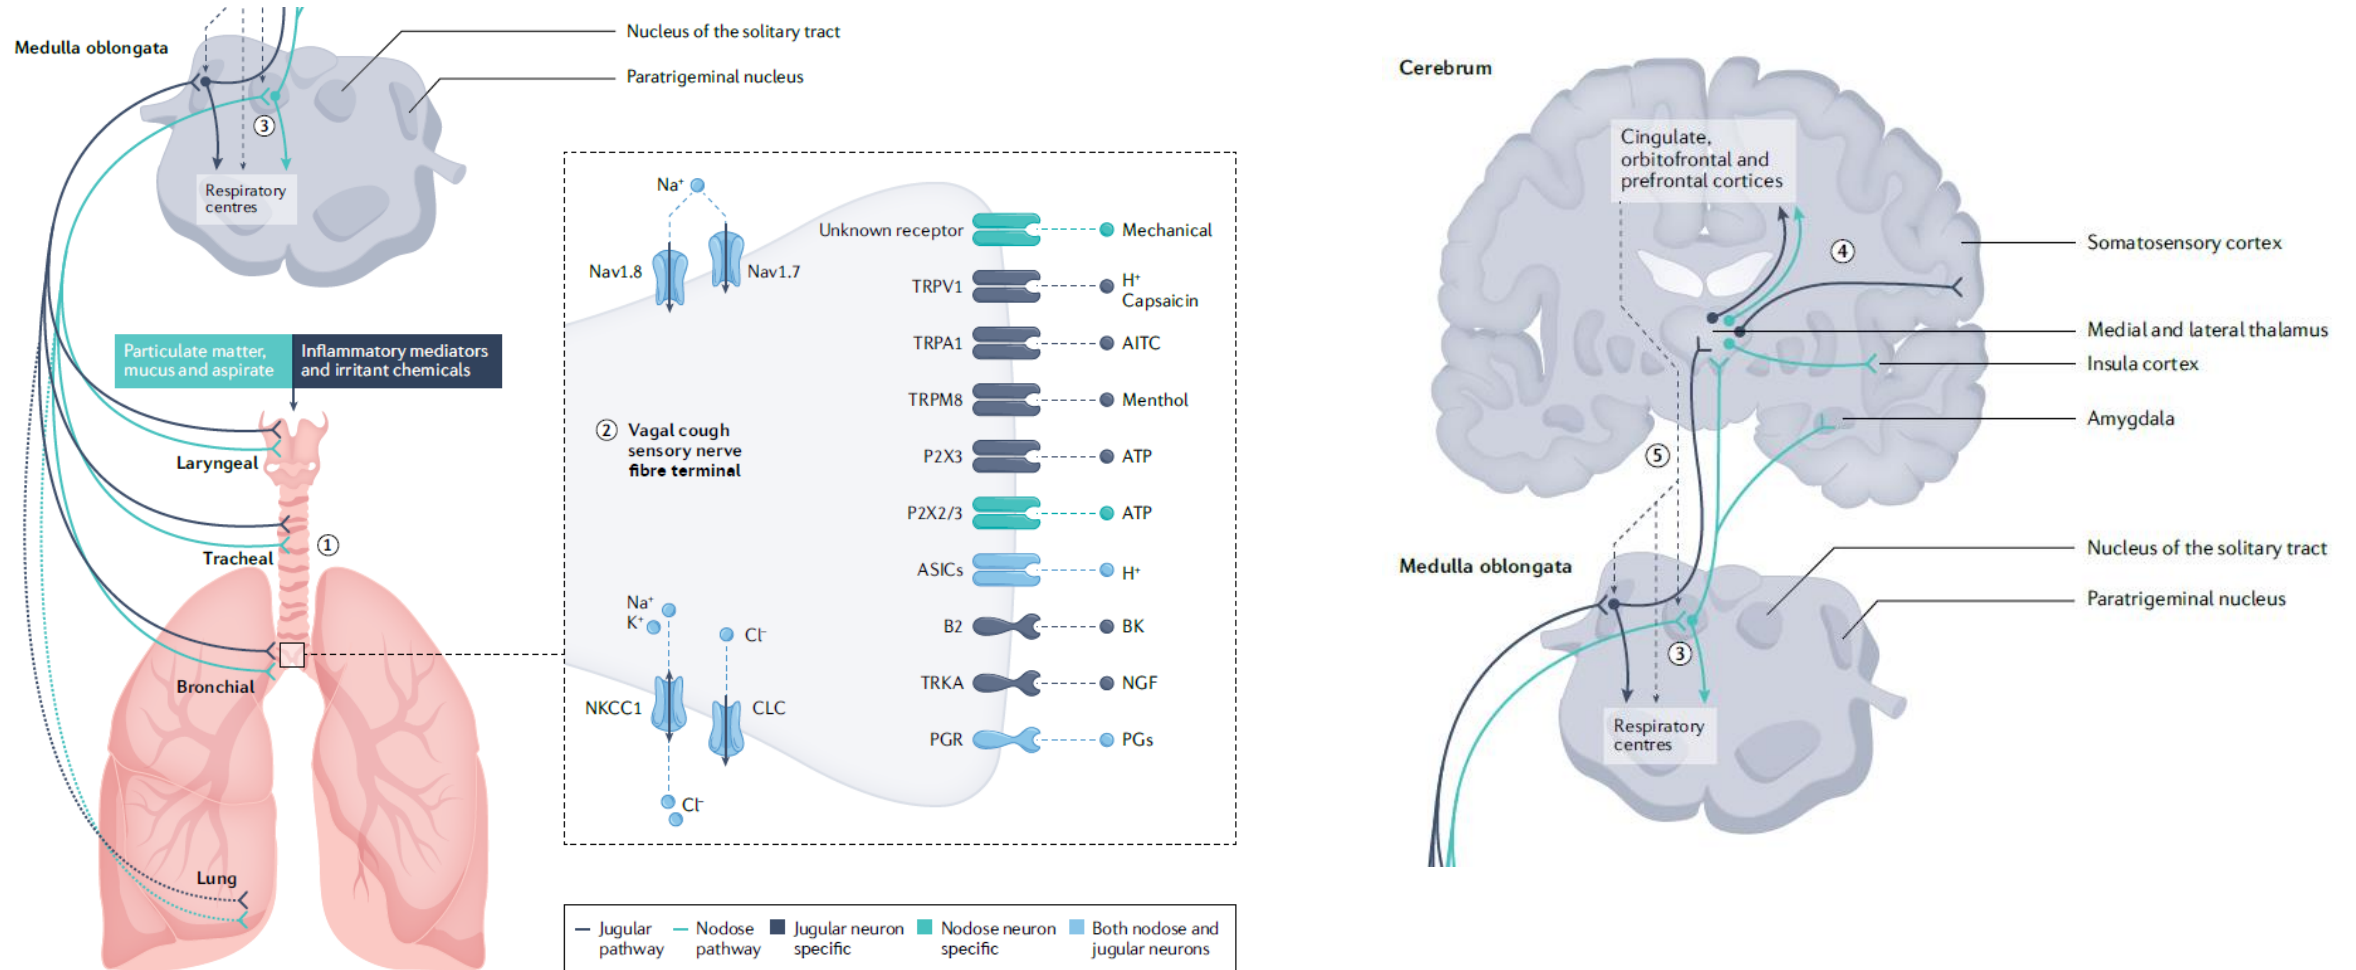 Medulla oblongata
Nucleus of the solitary tract
Paratrigeminal nucleus
3
Respiratory
centres
Particulate matter,
mucus and aspirate
Inflammatory mediators
and irritant chemicals
Laryngeal
Tracheal
1
Bronchial
Lung
Na⁺
Nav1.8
Nav1.7
2 Vagal cough
sensory nerve
fibre terminal
Na⁺
K⁺
Cl⁻
NKCC1
CLC
Cl⁻
Unknown receptor
Mechanical
TRPV1
H⁺
Capsaicin
TRPA1
AITC
TRPM8
Menthol
P2X3
ATP
P2X2/3
ATP
ASICs
H⁺
B2
BK
TRKA
NGF
PGR
PGs
Jugular
pathway
Nodose
pathway
Jugular neuron
specific
Nodose neuron
specific
Both nodose and
jugular neurons
Cerebrum
Cingulate,
orbitofrontal and
prefrontal cortices
4
Somatosensory cortex
Medial and lateral thalamus
Insula cortex
Amygdala
5
Medulla oblongata
Nucleus of the solitary tract
Paratrigeminal nucleus
3
Respiratory
centres